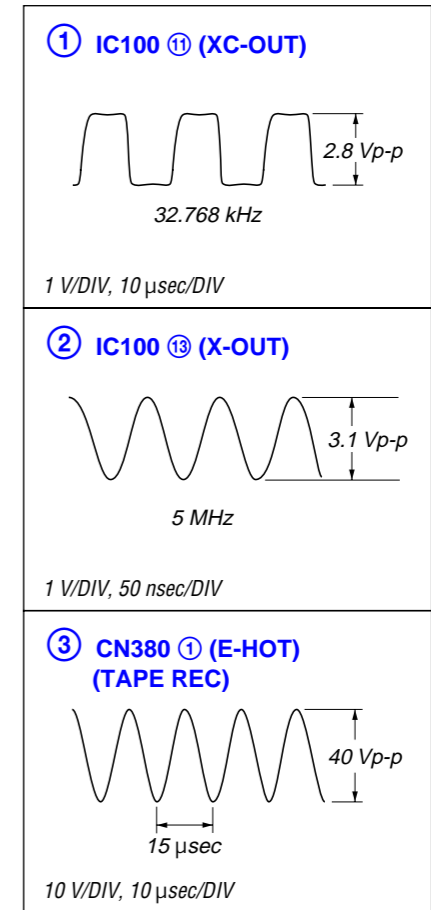 ① IC100 ⑪ (XC-OUT)
2.8 Vp-p
32.768 kHz
1 V/DIV, 10 µsec/DIV
② IC100 ⑬ (X-OUT)
3.1 Vp-p
5 MHz
1 V/DIV, 50 nsec/DIV
③ CN380 ① (E-HOT)
(TAPE REC)
40 Vp-p
15 µsec
10 V/DIV, 10 µsec/DIV